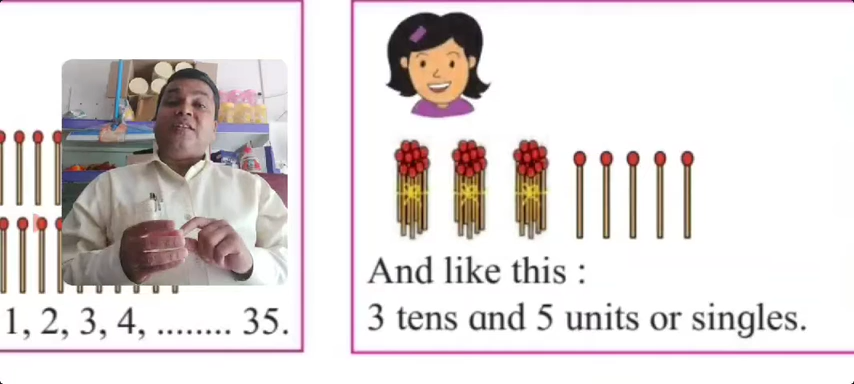 1, 2, 3, 4, ........ 35.
And like this :
3 tens and 5 units or singles.